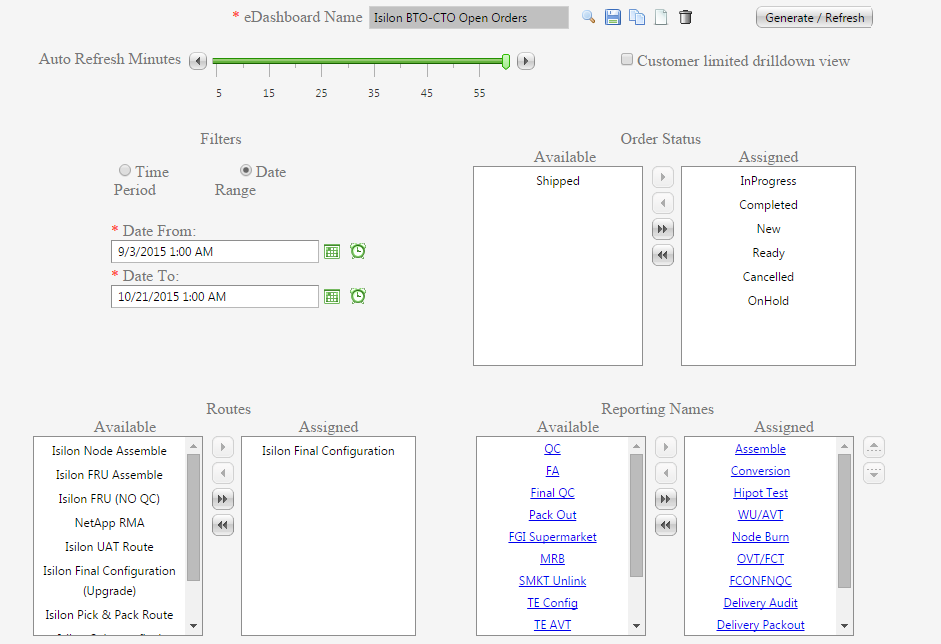 * eDashboard Name Isilon BTO-CTO Open Orders Generate / Refresh
Auto Refresh Minutes
Customer limited drilldown view
5 15 25 35 45 55
Filters
Time Period
Date Range
* Date From:
9/3/2015 1:00 AM
* Date To:
10/21/2015 1:00 AM
Order Status
Available
Shipped
Assigned
InProgress
Completed
New
Ready
Cancelled
OnHold
Routes
Available
Isilon Node Assemble
Isilon FRU Assemble
Isilon FRU (NO QC)
NetApp RMA
Isilon UAT Route
Isilon Final Configuration
(Upgrade)
Isilon Pick & Pack Route
Assigned
Isilon Final Configuration
Reporting Names
Available
QC
FA
Final QC
Pack Out
FGI Supermarket
MRB
SMKT Unlink
TE Config
TE AVT
Assigned
Assemble
Conversion
Hipot Test
WU/AVT
Node Burn
OVT/FCT
FCONFNQC
Delivery Audit
Delivery Packout